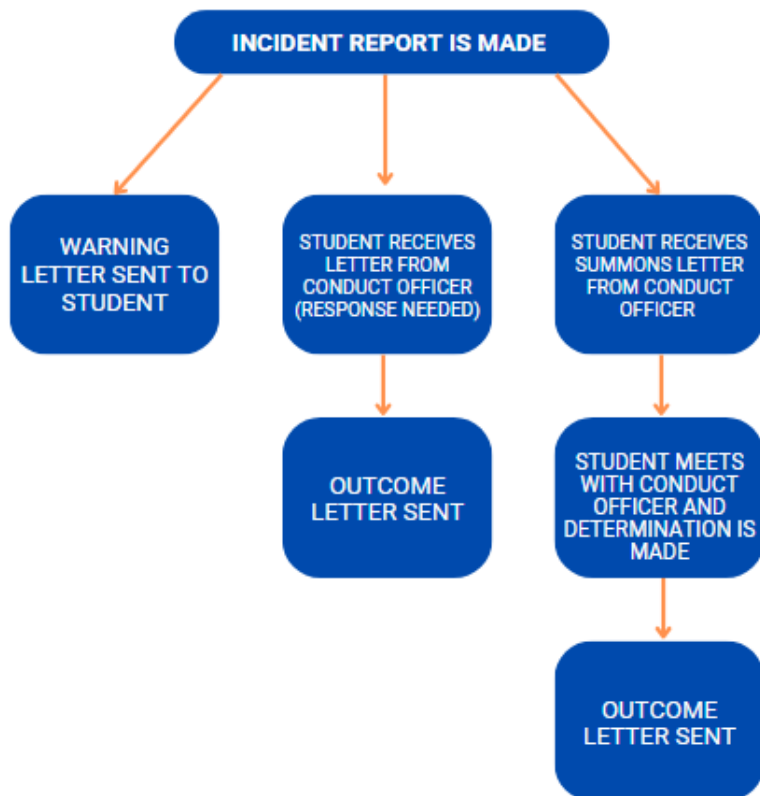 INCIDENT REPORT IS MADE
WARNING
LETTER SENT TO
STUDENT
STUDENT RECEIVES
LETTER FROM
CONDUCT OFFICER
(RESPONSE NEEDED)
STUDENT RECEIVES
SUMMONS LETTER
FROM CONDUCT
OFFICER
OUTCOME
LETTER SENT
STUDENT MEETS
WITH CONDUCT
OFFICER AND
DETERMINATION IS
MADE
OUTCOME
LETTER SENT